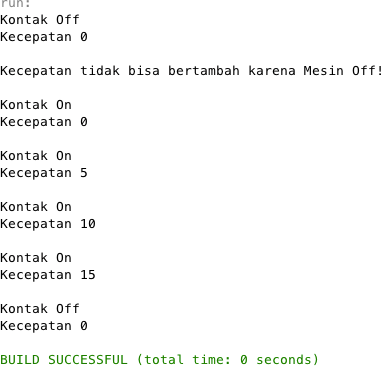 run:
Kontak Off
Kecepatan 0
Kecepatan tidak bisa bertambah karena Mesin Off!
Kontak On
Kecepatan 0
Kontak On
Kecepatan 5
Kontak On
Kecepatan 10
Kontak On
Kecepatan 15
Kontak Off
Kecepatan 0
BUILD SUCCESSFUL (total time: 0 seconds)